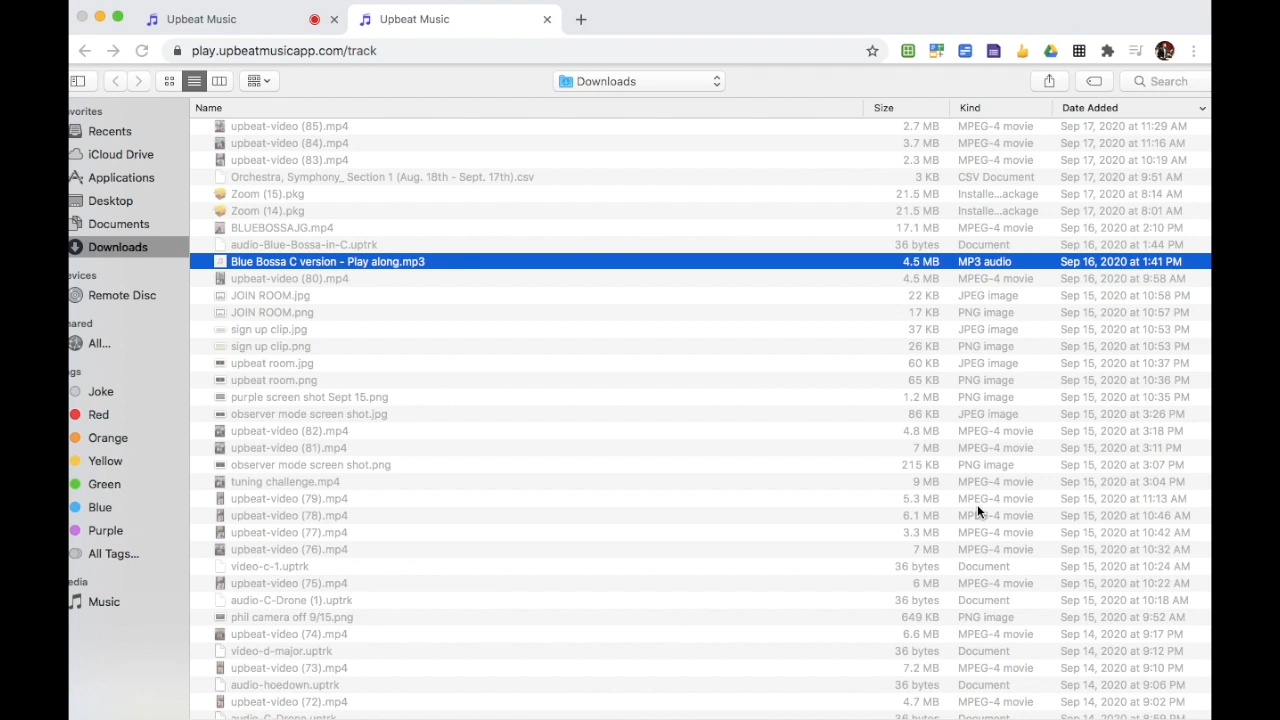 Upbeat Music
Upbeat Music
play.upbeatmusicapp.com/track
Downloads
Search
Name Size Kind Date Added
vorites
Recents
iCloud Drive
Applications
Desktop
Documents
Downloads
evices
Remote Disc
hared
All...
gs
Joke
Red
Orange
Yellow
Green
Blue
Purple
All Tags...
edia
Music
upbeat-video (85).mp4 2.7 MB MPEG-4 movie Sep 17, 2020 at 11:29 AM
upbeat-video (84).mp4 3.7 MB MPEG-4 movie Sep 17, 2020 at 11:16 AM
upbeat-video (83).mp4 2.3 MB MPEG-4 movie Sep 17, 2020 at 10:19 AM
Orchestra, Symphony_ Section 1 (Aug. 18th - Sept. 17th).csv 3 KB CSV Document Sep 17, 2020 at 9:51 AM
Zoom (15).pkg 21.5 MB Installe...ackage Sep 17, 2020 at 8:14 AM
Zoom (14).pkg 21.5 MB Installe...ackage Sep 17, 2020 at 8:01 AM
BLUEBOSSAJG.mp4 17.1 MB MPEG-4 movie Sep 16, 2020 at 2:10 PM
audio-Blue-Bossa-in-C.uptrk 36 bytes Document Sep 16, 2020 at 1:44 PM
Blue Bossa C version - Play along.mp3 4.5 MB MP3 audio Sep 16, 2020 at 1:41 PM
upbeat-video (80).mp4 4.5 MB MPEG-4 movie Sep 16, 2020 at 9:58 AM
JOIN ROOM.jpg 22 KB JPEG image Sep 15, 2020 at 10:58 PM
JOIN ROOM.png 17 KB PNG image Sep 15, 2020 at 10:57 PM
sign up clip.jpg 37 KB JPEG image Sep 15, 2020 at 10:53 PM
sign up clip.png 26 KB PNG image Sep 15, 2020 at 10:53 PM
upbeat room.jpg 60 KB JPEG image Sep 15, 2020 at 10:37 PM
upbeat room.png 65 KB PNG image Sep 15, 2020 at 10:36 PM
purple screen shot Sept 15.png 1.2 MB PNG image Sep 15, 2020 at 10:35 PM
observer mode screen shot.jpg 86 KB JPEG image Sep 15, 2020 at 3:26 PM
upbeat-video (82).mp4 4.8 MB MPEG-4 movie Sep 15, 2020 at 3:18 PM
upbeat-video (81).mp4 7 MB MPEG-4 movie Sep 15, 2020 at 3:11 PM
observer mode screen shot.png 215 KB PNG image Sep 15, 2020 at 3:07 PM
tuning challenge.mp4 9 MB MPEG-4 movie Sep 15, 2020 at 3:04 PM
upbeat-video (79).mp4 5.3 MB MPEG-4 movie Sep 15, 2020 at 11:13 AM
upbeat-video (78).mp4 6.1 MB MPEG-4 movie Sep 15, 2020 at 10:46 AM
upbeat-video (77).mp4 3.3 MB MPEG-4 movie Sep 15, 2020 at 10:42 AM
upbeat-video (76).mp4 7 MB MPEG-4 movie Sep 15, 2020 at 10:32 AM
video-c-1.uptrk 36 bytes Document Sep 15, 2020 at 10:24 AM
upbeat-video (75).mp4 6 MB MPEG-4 movie Sep 15, 2020 at 10:22 AM
audio-C-Drone (1).uptrk 36 bytes Document Sep 15, 2020 at 10:18 AM
phil camera off 9/15.png 649 KB PNG image Sep 15, 2020 at 9:52 AM
upbeat-video (74).mp4 6.6 MB MPEG-4 movie Sep 14, 2020 at 9:17 PM
video-d-major.uptrk 36 bytes Document Sep 14, 2020 at 9:12 PM
upbeat-video (73).mp4 7.2 MB MPEG-4 movie Sep 14, 2020 at 9:10 PM
audio-hoedown.uptrk 36 bytes Document Sep 14, 2020 at 9:06 PM
upbeat-video (72).mp4 4.7 MB MPEG-4 movie Sep 14, 2020 at 9:02 PM
audio-C-Drone.uptrk 36 bytes Document Sep 14, 2020 at 8:59 PM